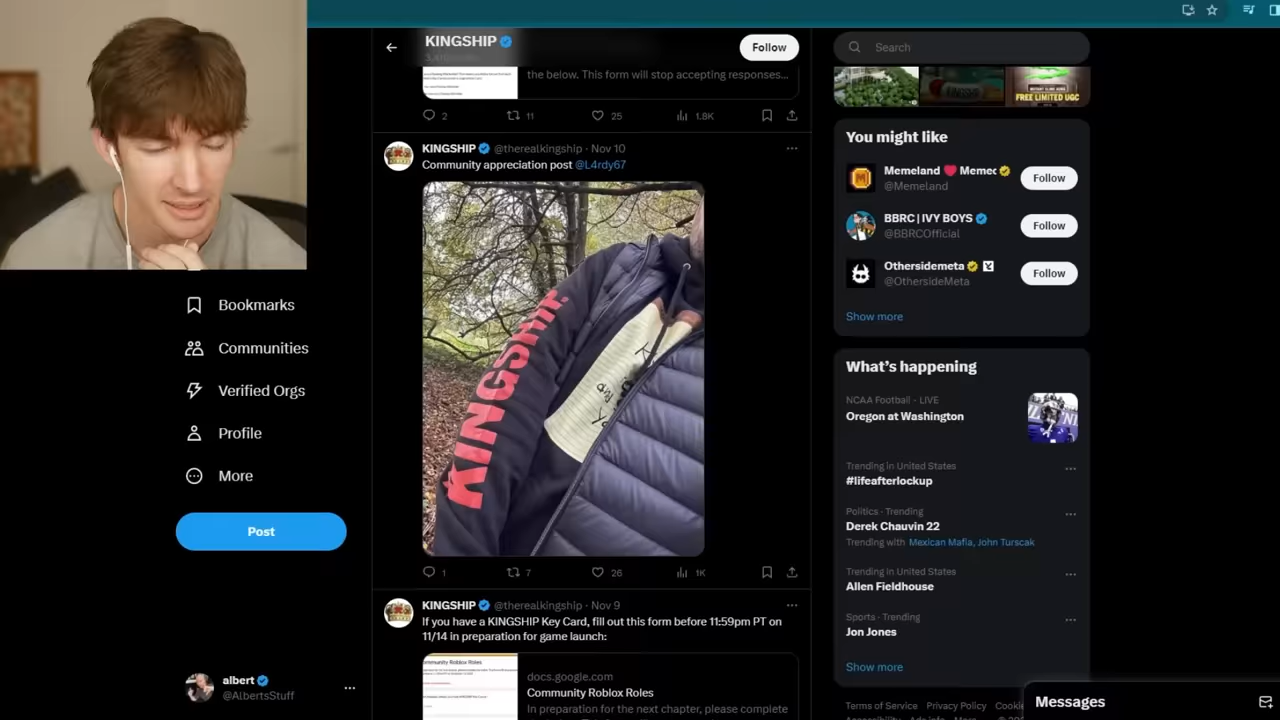 KINGSHIP
Follow
the below. This form will stop accepting responses...
2
11
25
1.8K
KINGSHIP @therealkingship · Nov 10
Community appreciation post @L4rdy67
KINGSHIP
1
7
26
1K
KINGSHIP @therealkingship · Nov 9
If you have a KINGSHIP Key Card, fill out this form before 11:59pm PT on
11/14 in preparation for game launch:
ommunity Roblox Roles
docs.google.com
Community Roblox Roles
In preparation for the next chapter, please complete
Bookmarks
Communities
Verified Orgs
Profile
More
Post
albert
@AlbertsStuff
Search
FREE LIMITED UGC
You might like
Memeland ❤️ Memec
@Memeland
Follow
BBRC | IVY BOYS
@BBRCOfficial
Follow
Othersidemeta
@OthersideMeta
Follow
Show more
What's happening
NCAA Football · LIVE
Oregon at Washington
Trending in United States
#lifeafterlockup
Politics · Trending
Derek Chauvin 22
Trending with Mexican Mafia, John Turscak
Trending in United States
Allen Fieldhouse
Sports · Trending
Jon Jones
Show more
Terms of Service Privacy Policy Cookie
Messages